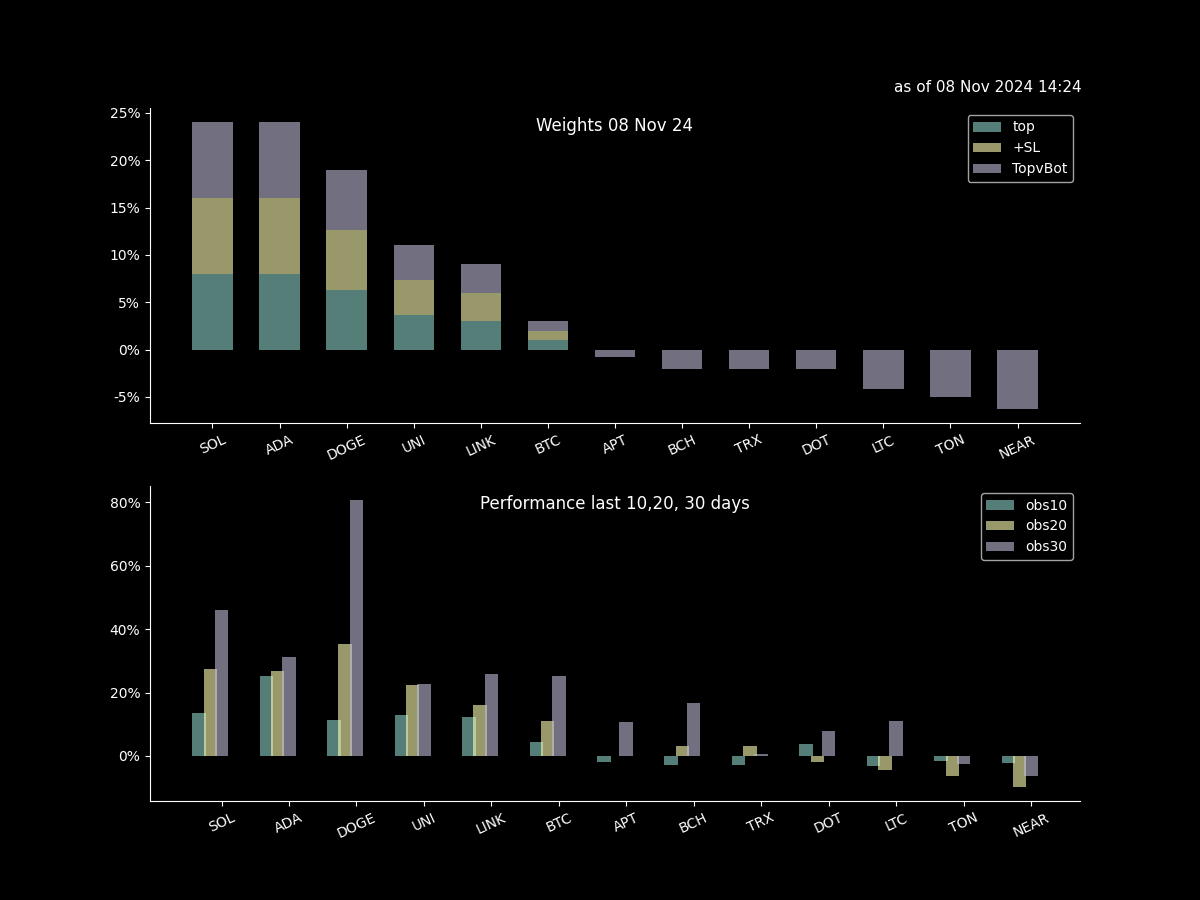 as of 08 Nov 2024 14:24
Weights 08 Nov 24
top
+SL
TopvBot
25%
20%
15%
10%
5%
0%
-5%
SOL ADA DOGE UNI LINK BTC APT BCH TRX DOT LTC TON NEAR
Performance last 10,20, 30 days
obs10
obs20
obs30
80%
60%
40%
20%
0%
SOL ADA DOGE UNI LINK BTC APT BCH TRX DOT LTC TON NEAR